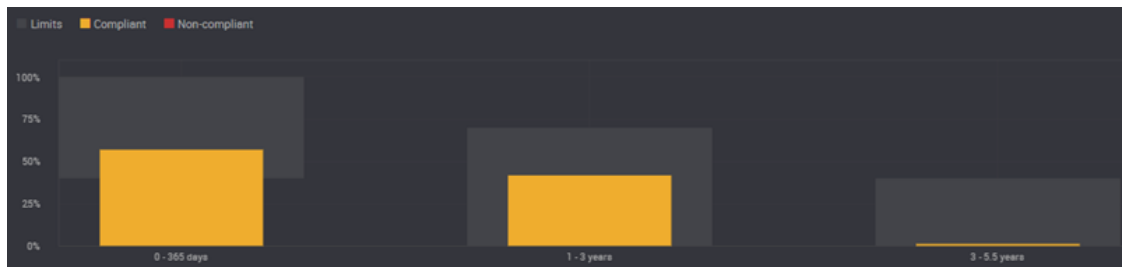 Limits Compliant Non-compliant
100%
75%
50%
25%
0%
0 - 365 days 1 - 3 years 3 - 5.5 years